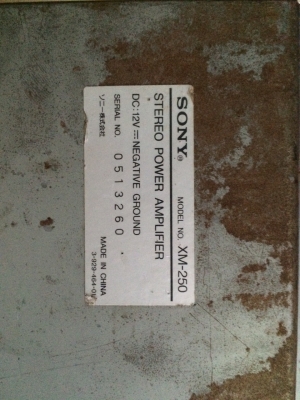 SONY® MODEL NO. XM-250
STEREO POWER AMPLIFIER
DC:12V ⎓ NEGATIVE GROUND
SERIAL NO. 0513260 MADE IN CHINA
ソニー株式会社